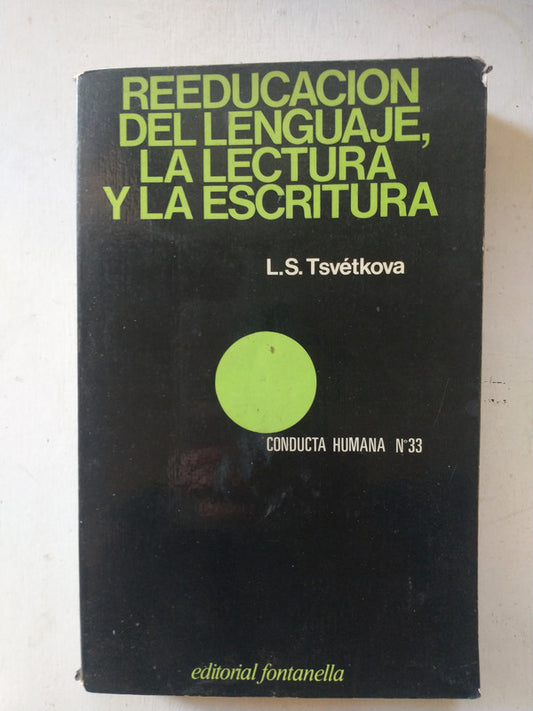 REEDUCACION
DEL LENGUAJE,
LA LECTURA
Y LA ESCRITURA
L.S. Tsvétkova
CONDUCTA HUMANA Nº33
editorial fontanella